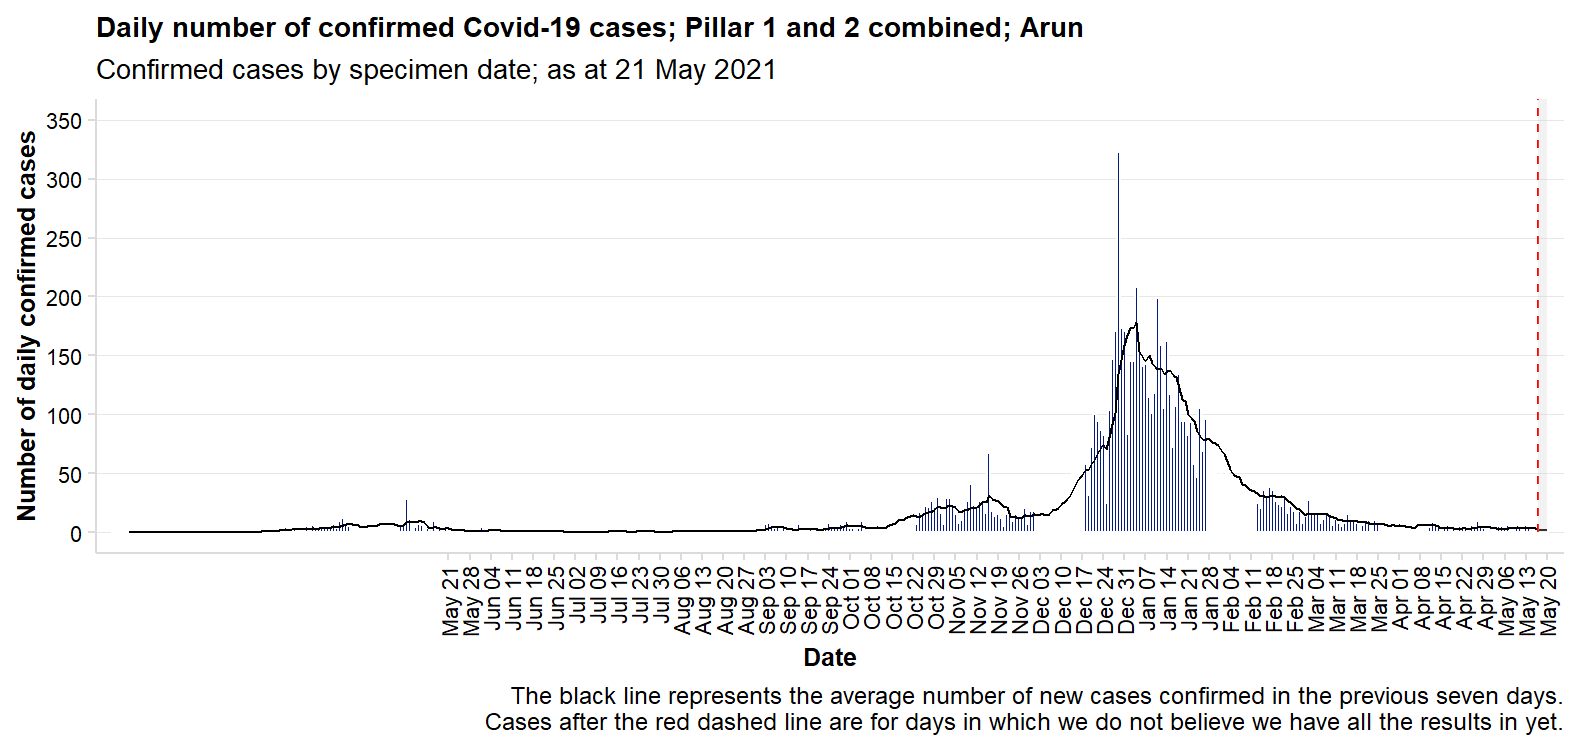 Daily number of confirmed Covid-19 cases; Pillar 1 and 2 combined; Arun
Confirmed cases by specimen date; as at 21 May 2021
Number of daily confirmed cases
350
300
250
200
150
100
50
0
May 21
May 28
Jun 04
Jun 11
Jun 18
Jun 25
Jul 02
Jul 09
Jul 16
Jul 23
Jul 30
Aug 06
Aug 13
Aug 20
Aug 27
Sep 03
Sep 10
Sep 17
Sep 24
Oct 01
Oct 08
Oct 15
Oct 22
Oct 29
Nov 05
Nov 12
Nov 19
Nov 26
Dec 03
Dec 10
Dec 17
Dec 24
Dec 31
Jan 07
Jan 14
Jan 21
Jan 28
Feb 04
Feb 11
Feb 18
Feb 25
Mar 04
Mar 11
Mar 18
Mar 25
Apr 01
Apr 08
Apr 15
Apr 22
Apr 29
May 06
May 13
May 20
Date
The black line represents the average number of new cases confirmed in the previous seven days.
Cases after the red dashed line are for days in which we do not believe we have all the results in yet.